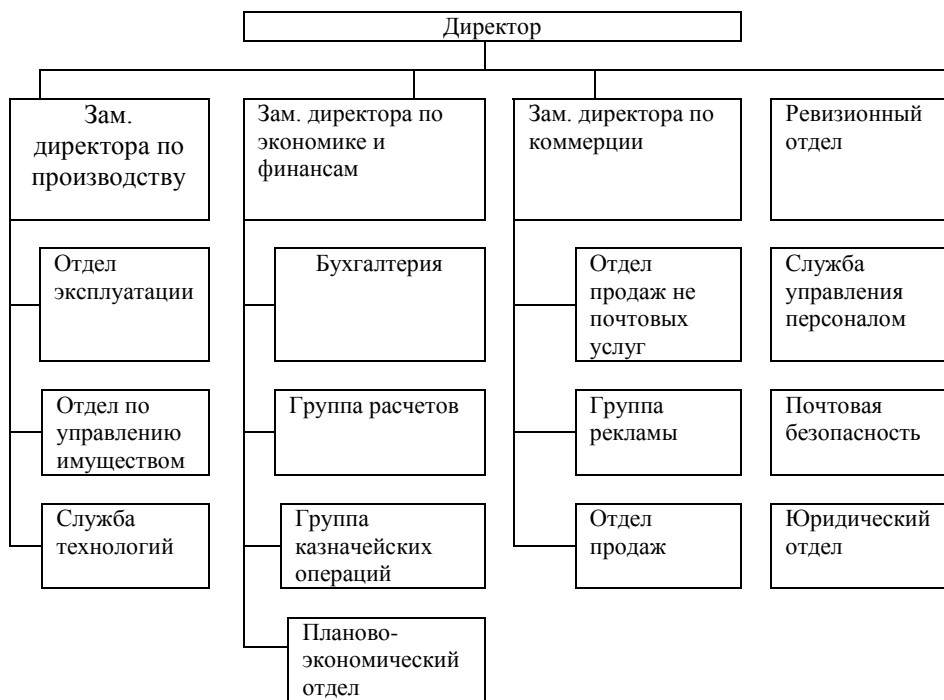 Директор
Зам.
директора по
производству
Зам. директора по
экономике и
финансам
Зам. директора по
коммерции
Ревизионный
отдел
Отдел
эксплуатации
Бухгалтерия
Отдел
продаж не
почтовых
услуг
Служба
управления
персоналом
Отдел по
управлению
имуществом
Группа расчетов
Группа
рекламы
Почтовая
безопасность
Служба
технологий
Группа
казначейских
операций
Отдел
продаж
Юридический
отдел
Планово-
экономический
отдел